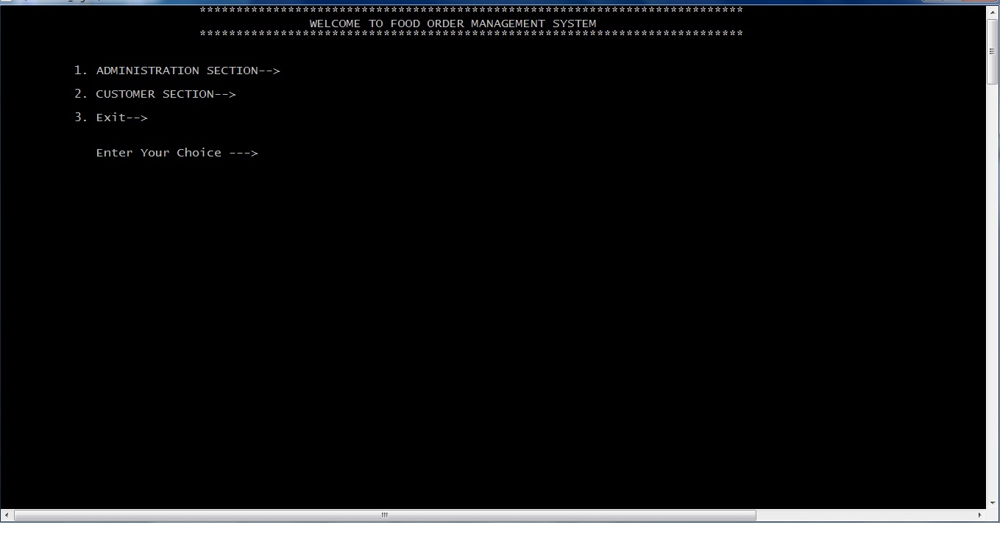 **************************************************************************
WELCOME TO FOOD ORDER MANAGEMENT SYSTEM
**************************************************************************
1. ADMINISTRATION SECTION-->
2. CUSTOMER SECTION-->
3. Exit-->
Enter Your Choice --->